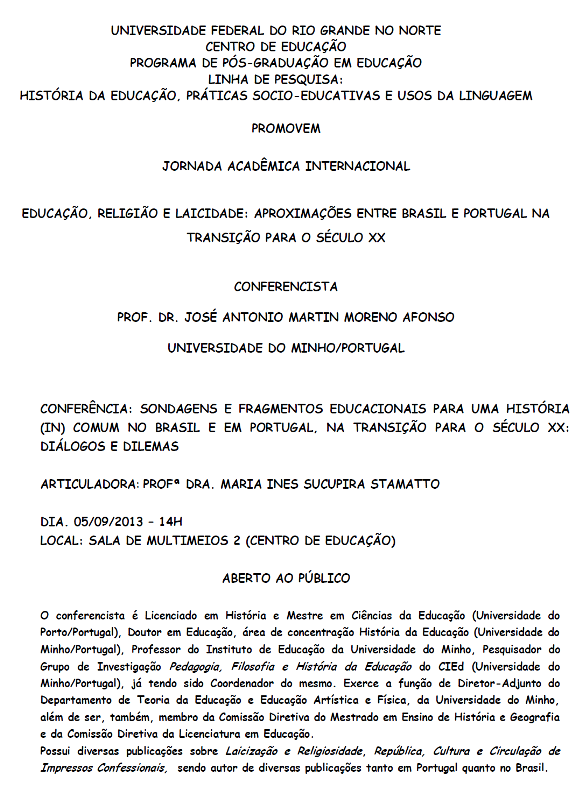 UNIVERSIDADE FEDERAL DO RIO GRANDE NO NORTE
CENTRO DE EDUCAÇÃO
PROGRAMA DE PÓS-GRADUAÇÃO EM EDUCAÇÃO
LINHA DE PESQUISA:
HISTÓRIA DA EDUCAÇÃO, PRÁTICAS SOCIO-EDUCATIVAS E USOS DA LINGUAGEM
PROMOVEM
JORNADA ACADÊMICA INTERNACIONAL
EDUCAÇÃO, RELIGIÃO E LAICIDADE: APROXIMAÇÕES ENTRE BRASIL E PORTUGAL NA
TRANSIÇÃO PARA O SÉCULO XX
CONFERENCISTA
PROF. DR. JOSÉ ANTONIO MARTIN MORENO AFONSO
UNIVERSIDADE DO MINHO/PORTUGAL
CONFERÊNCIA: SONDAGENS E FRAGMENTOS EDUCACIONAIS PARA UMA HISTÓRIA
(IN) COMUM NO BRASIL E EM PORTUGAL, NA TRANSIÇÃO PARA O SÉCULO XX:
DIÁLOGOS E DILEMAS
ARTICULADORA: PROFª DRA. MARIA INES SUCUPIRA STAMATTO
DIA. 05/09/2013 – 14H
LOCAL: SALA DE MULTIMEIOS 2 (CENTRO DE EDUCAÇÃO)
ABERTO AO PÚBLICO
O conferencista é Licenciado em História e Mestre em Ciências da Educação (Universidade do
Porto/Portugal), Doutor em Educação, área de concentração História da Educação (Universidade do
Minho/Portugal), Professor do Instituto de Educação da Universidade do Minho, Pesquisador do
Grupo de Investigação Pedagogia, Filosofia e História da Educação do CIEd (Universidade do
Minho/Portugal), já tendo sido Coordenador do mesmo. Exerce a função de Diretor-Adjunto do
Departamento de Teoria da Educação e Educação Artística e Física, da Universidade do Minho,
além de ser, também, membro da Comissão Diretiva do Mestrado em Ensino de História e Geografia
e da Comissão Diretiva da Licenciatura em Educação.
Possui diversas publicações sobre Laicização e Religiosidade, República, Cultura e Circulação de
Impressos Confessionais, sendo autor de diversas publicações tanto em Portugal quanto no Brasil.